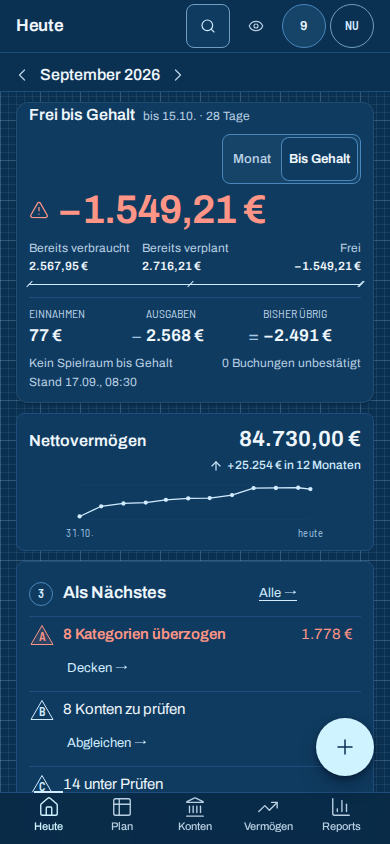 Heute
9
NU
September 2026
Frei bis Gehalt bis 15.10. · 28 Tage
Monat Bis Gehalt
−1.549,21 €
Bereits verbraucht Bereits verplant Frei
2.567,95 € 2.716,21 € −1.549,21 €
EINNAHMEN AUSGABEN BISHER ÜBRIG
77 € − 2.568 € = −2.491 €
Kein Spielraum bis Gehalt 0 Buchungen unbestätigt
Stand 17.09., 08:30
Nettovermögen 84.730,00 €
↑ +25.254 € in 12 Monaten
31.10. heute
3 Als Nächstes Alle →
A 8 Kategorien überzogen 1.778 €
Decken →
B 8 Konten zu prüfen
Abgleichen →
C 14 unter Prüfen
Heute Plan Konten Vermögen Reports